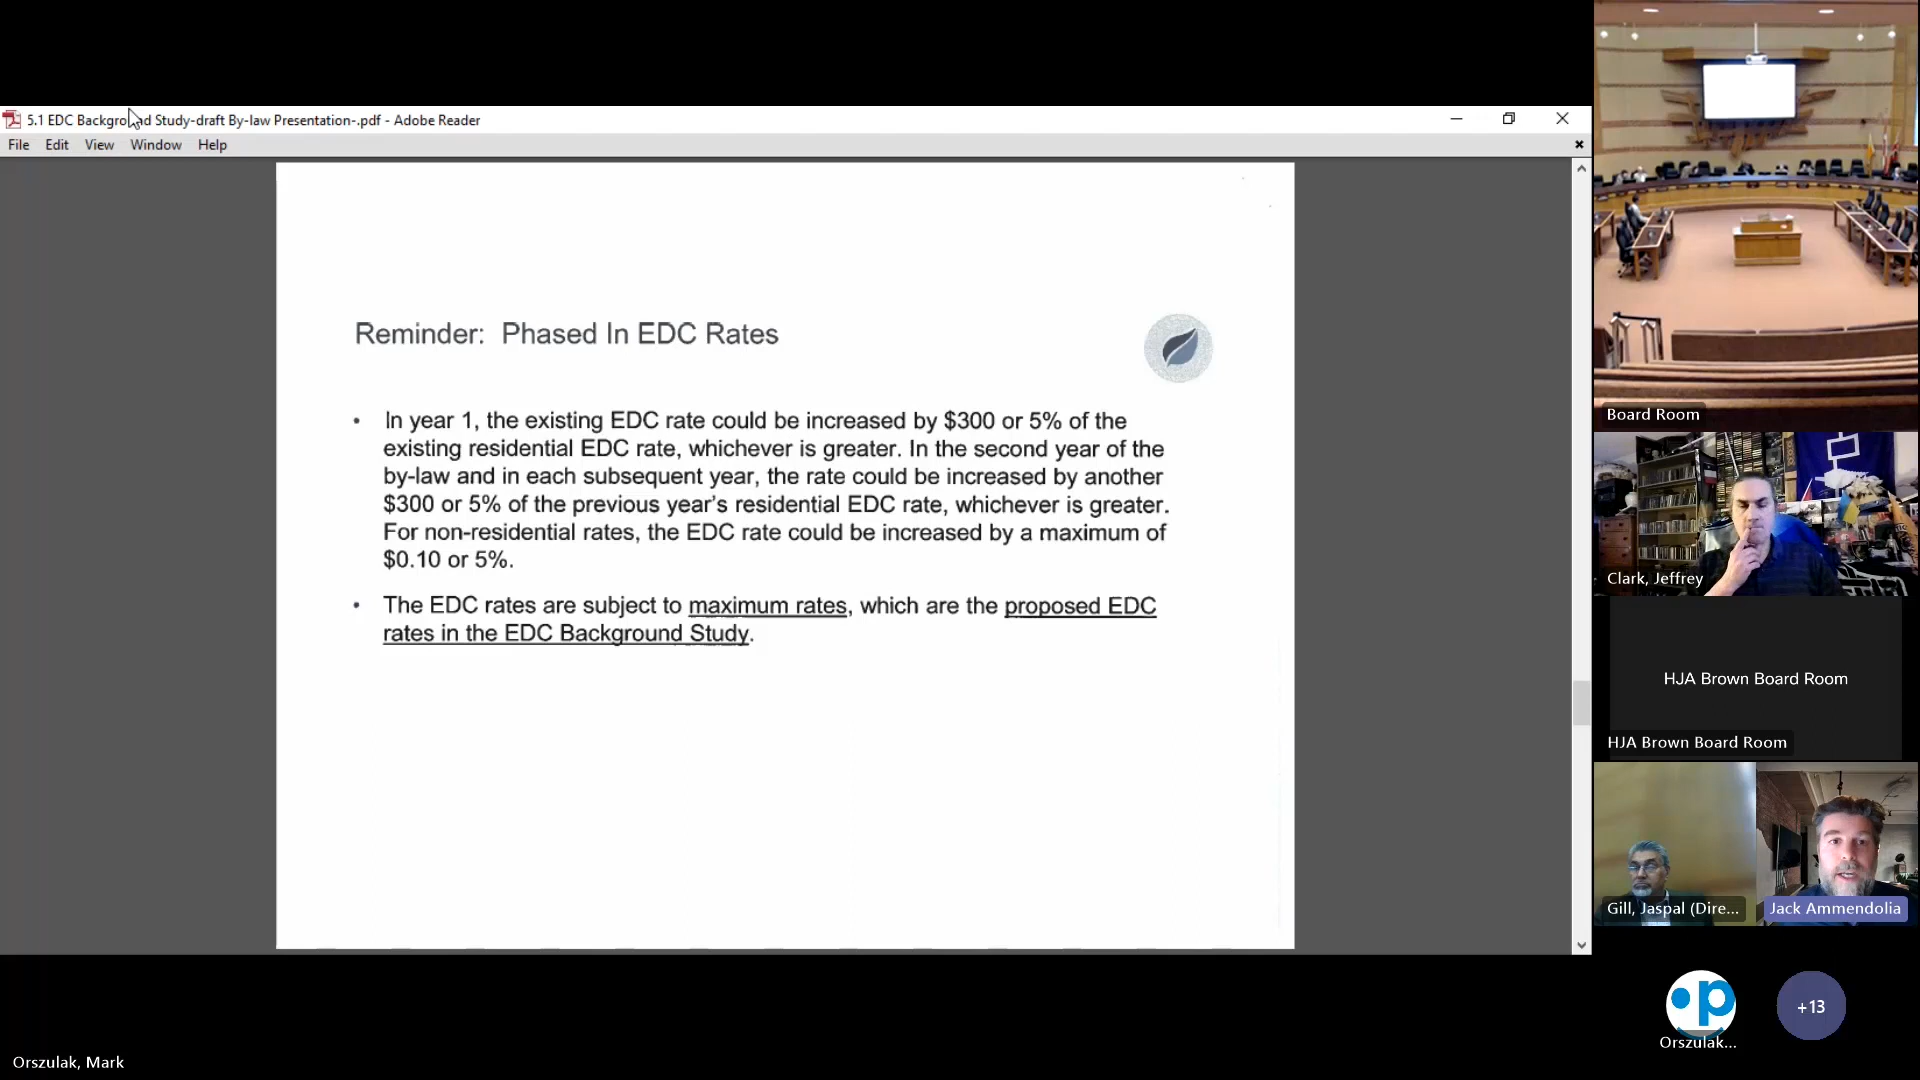 5.1 EDC Background Study-draft By-law Presentation-.pdf - Adobe Reader
File Edit View Window Help
Reminder: Phased In EDC Rates
• In year 1, the existing EDC rate could be increased by $300 or 5% of the
existing residential EDC rate, whichever is greater. In the second year of the
by-law and in each subsequent year, the rate could be increased by another
$300 or 5% of the previous year's residential EDC rate, whichever is greater.
For non-residential rates, the EDC rate could be increased by a maximum of
$0.10 or 5%.
• The EDC rates are subject to maximum rates, which are the proposed EDC
rates in the EDC Background Study.
Board Room
Clark, Jeffrey
HJA Brown Board Room
HJA Brown Board Room
Gill, Jaspal (Dire...
Jack Ammendolia
p
+13
Orszulak...
Orszulak, Mark